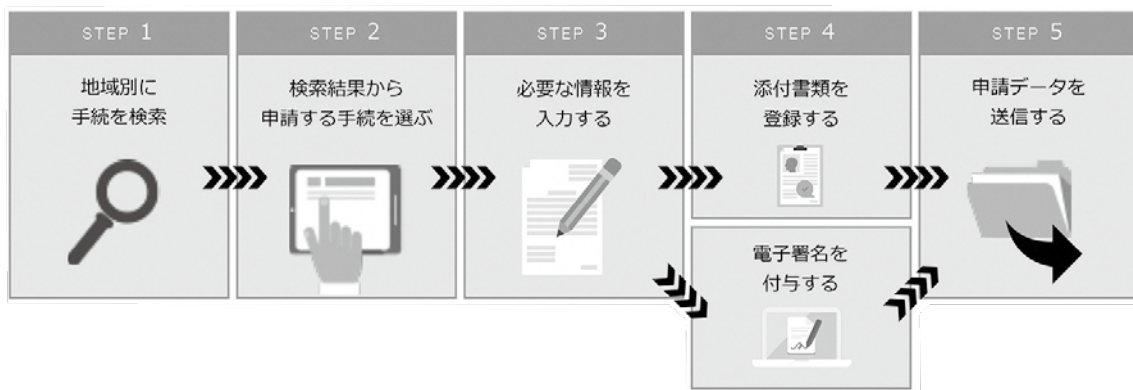 STEP 1
地域別に
手続を検索
STEP 2
検索結果から
申請する手続を選ぶ
STEP 3
必要な情報を
入力する
STEP 4
添付書類を
登録する
電子署名を
付与する
STEP 5
申請データを
送信する